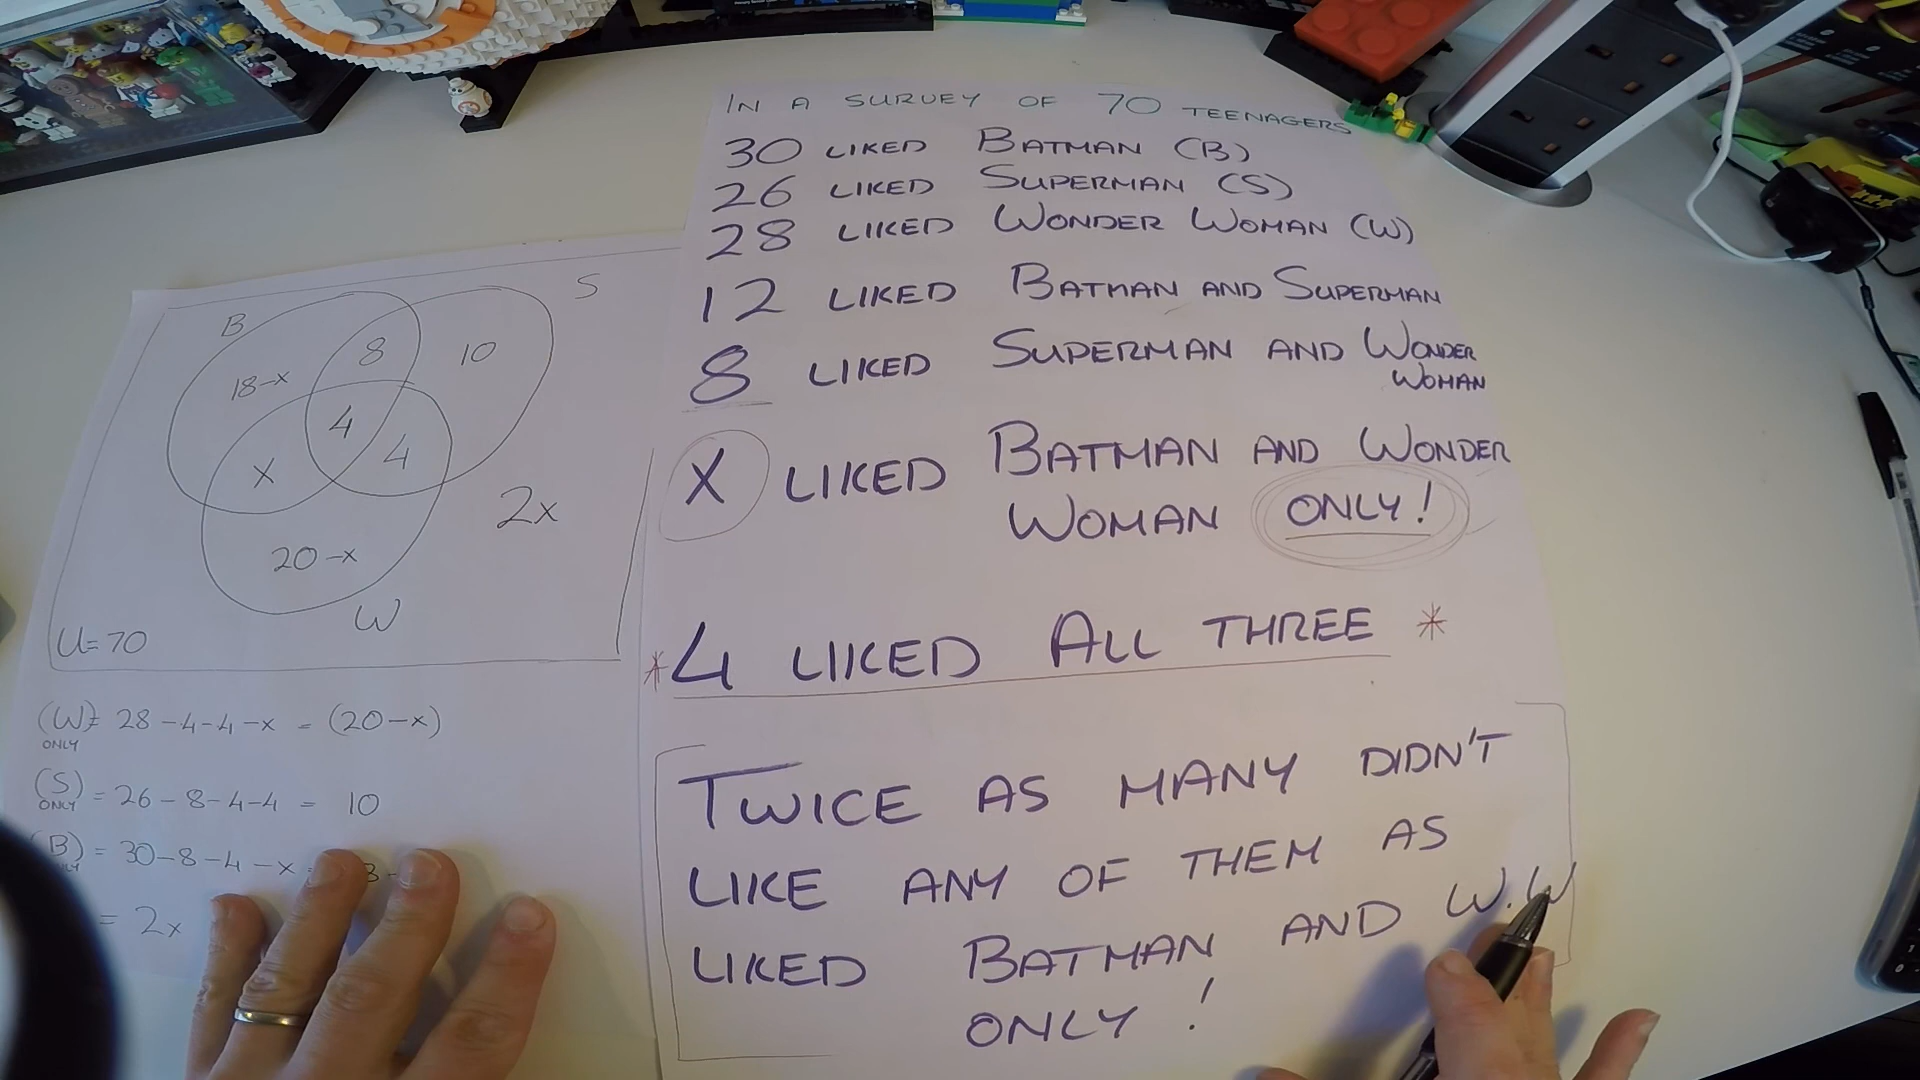 IN A SURVEY OF 70 TEENAGERS
30 LIKED BATMAN (B)
26 LIKED SUPERMAN (S)
28 LIKED WONDER WOMAN (W)
12 LIKED BATMAN AND SUPERMAN
8 LIKED SUPERMAN AND WONDER
WOMAN
X LIKED BATMAN AND WONDER
WOMAN ONLY!
*4 LIKED ALL THREE *
TWICE AS MANY DIDN'T
LIKE ANY OF THEM AS
LIKED BATMAN AND W.W
ONLY!
S
B
8
10
18-x
4
4
x
2x
20-x
W
U=70
(W)= 28-4-4-x = (20-x)
ONLY
(S) = 26-8-4-4 = 10
ONLY
(B) = 30-8-4-x
= 2x